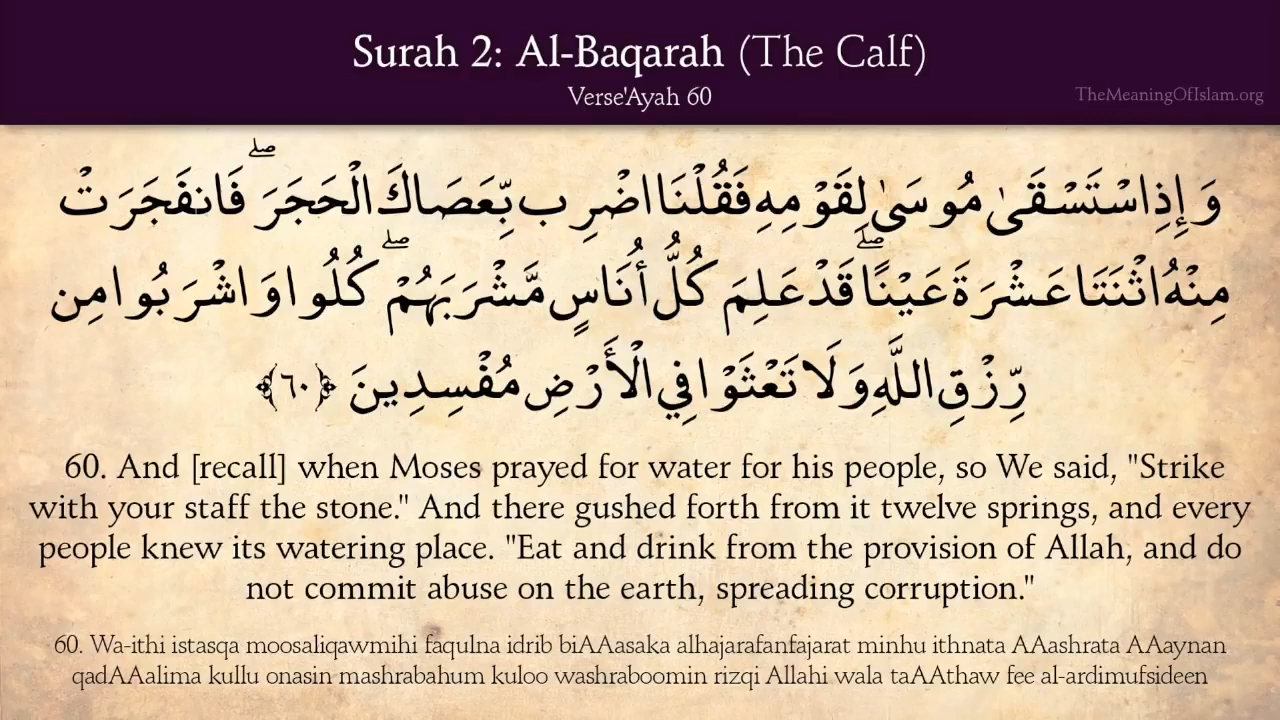 Surah 2: Al-Baqarah (The Calf)
Verse'Ayah 60
TheMeaningOfIslam.org
وَإِذِ اسْتَسْقَىٰ مُوسَىٰ لِقَوْمِهِ فَقُلْنَا اضْرِب بِّعَصَاكَ الْحَجَرَ ۖ فَانفَجَرَتْ
مِنْهُ اثْنَتَا عَشْرَةَ عَيْنًا ۖ قَدْ عَلِمَ كُلُّ أُنَاسٍ مَّشْرَبَهُمْ ۖ كُلُوا وَاشْرَبُوا مِن
رِّزْقِ اللَّهِ وَلَا تَعْثَوْا فِي الْأَرْضِ مُفْسِدِينَ ﴿٦٠﴾
60. And [recall] when Moses prayed for water for his people, so We said, "Strike
with your staff the stone." And there gushed forth from it twelve springs, and every
people knew its watering place. "Eat and drink from the provision of Allah, and do
not commit abuse on the earth, spreading corruption."
60. Wa-ithi istasqa moosaliqawmihi faqulna idrib biAAasaka alhajarafanfajarat minhu ithnata AAashrata AAaynan
qadAAalima kullu onasin mashrabahum kuloo washraboomin rizqi Allahi wala taAAthaw fee al-ardimufsideen